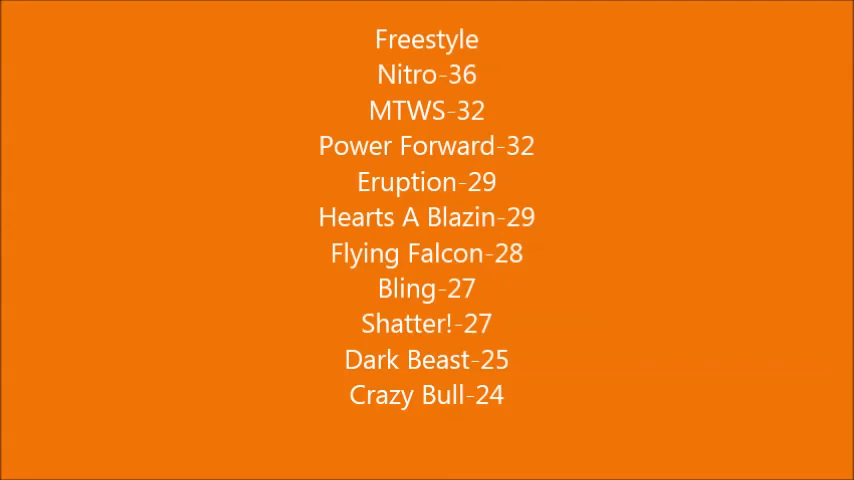 Freestyle
Nitro-36
MTWS-32
Power Forward-32
Eruption-29
Hearts A Blazin-29
Flying Falcon-28
Bling-27
Shatter!-27
Dark Beast-25
Crazy Bull-24